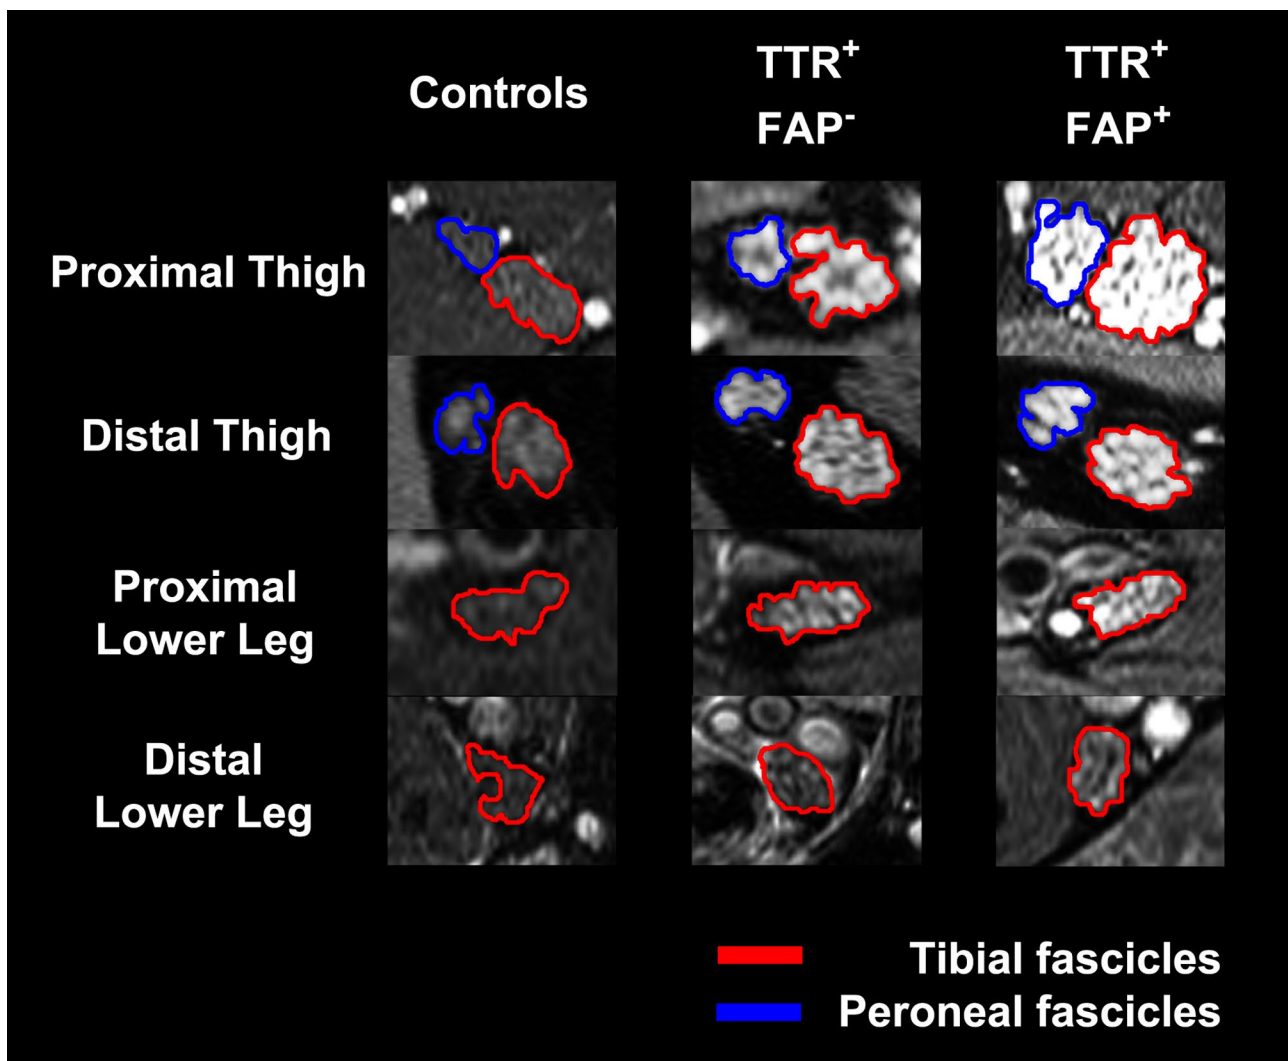 Controls
TTR⁺
FAP⁻
TTR⁺
FAP⁺
Proximal Thigh
Distal Thigh
Proximal
Lower Leg
Distal
Lower Leg
Tibial fascicles
Peroneal fascicles